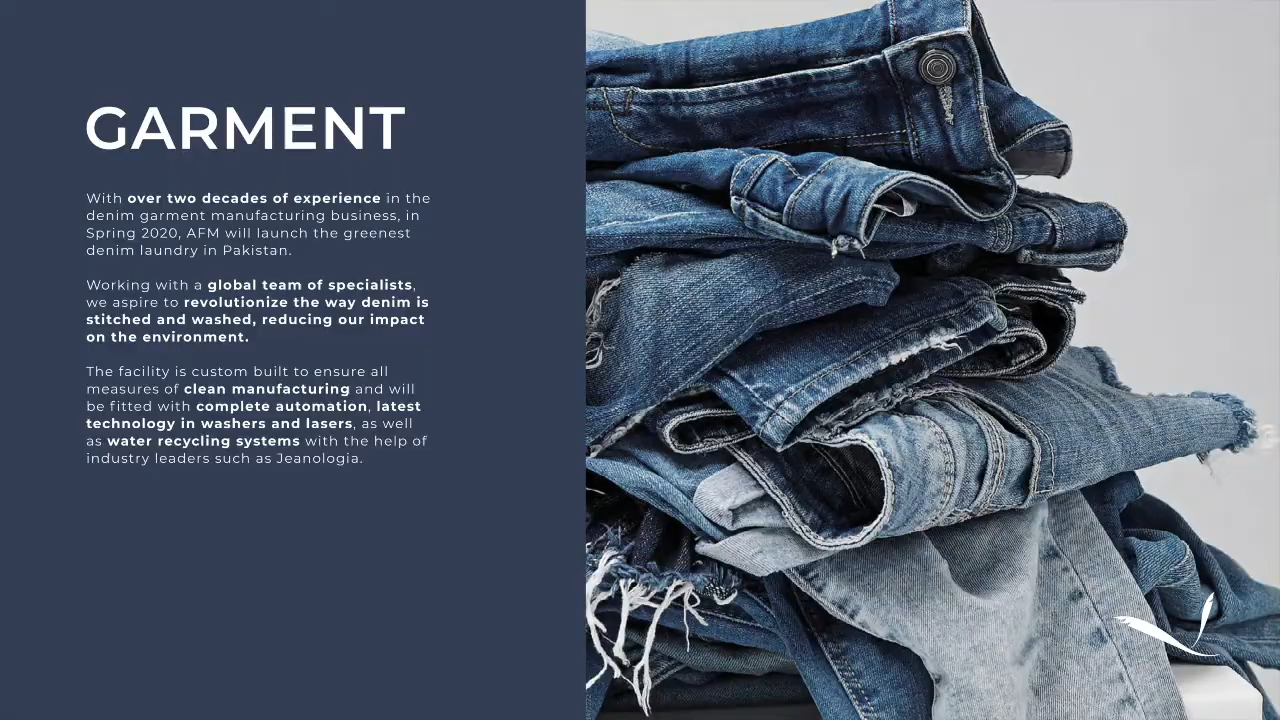 GARMENT
With over two decades of experience in the
denim garment manufacturing business, in
Spring 2020, AFM will launch the greenest
denim laundry in Pakistan.
Working with a global team of specialists,
we aspire to revolutionize the way denim is
stitched and washed, reducing our impact
on the environment.
The facility is custom built to ensure all
measures of clean manufacturing and will
be fitted with complete automation, latest
technology in washers and lasers, as well
as water recycling systems with the help of
industry leaders such as Jeanologia.